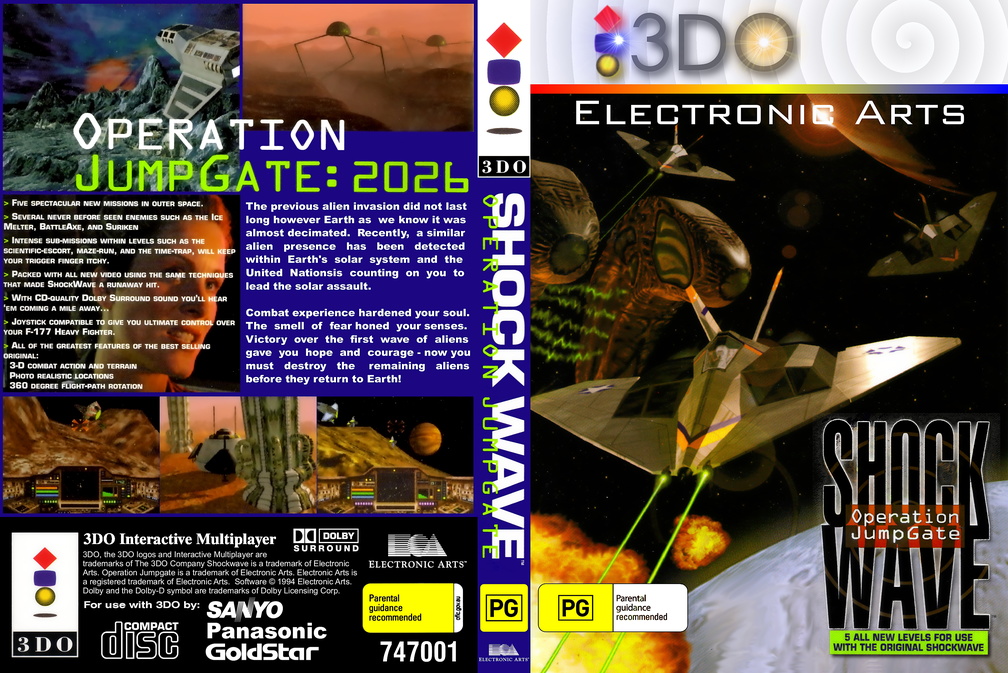 OPERATION
JUMPGATE: 2026
> FIVE SPECTACULAR NEW MISSIONS IN OUTER SPACE.
> SEVERAL NEVER BEFORE SEEN ENEMIES SUCH AS THE ICE
MELTER, BATTLEAXE, AND SURIKEN
> INTENSE SUB-MISSIONS WITHIN LEVELS SUCH AS THE
SCIENTIFIC-ESCORT, MAZE-RUN, AND THE TIME-TRAP, WILL KEEP
YOUR TRIGGER FINGER ITCHY.
> PACKED WITH ALL NEW VIDEO USING THE SAME TECHNIQUES
THAT MADE SHOCKWAVE A RUNAWAY HIT.
> WITH CD-QUALITY DOLBY SURROUND SOUND YOU'LL HEAR
'EM COMING A MILE AWAY...
> JOYSTICK COMPATIBLE TO GIVE YOU ULTIMATE CONTROL OVER
YOUR F-177 HEAVY FIGHTER.
> ALL OF THE GREATEST FEATURES OF THE BEST SELLING
ORIGINAL:
3-D COMBAT ACTION AND TERRAIN
PHOTO REALISTIC LOCATIONS
360 DEGREE FLIGHT-PATH ROTATION
The previous alien invasion did not last
long however Earth as we know it was
almost decimated. Recently, a similar
alien presence has been detected
within Earth's solar system and the
United Nationsis counting on you to
lead the solar assault.
Combat experience hardened your soul.
The smell of fear honed your senses.
Victory over the first wave of aliens
gave you hope and courage - now you
must destroy the remaining aliens
before they return to Earth!
3DO
3DO Interactive Multiplayer
3DO, the 3DO logos and Interactive Multiplayer are
trademarks of The 3DO Company Shockwave is a trademark of Electronic
Arts. Operation Jumpgate is a trademark of Electronic Arts. Electronic Arts is
a registered trademark of Electronic Arts. Software © 1994 Electronic Arts.
Dolby and the Dolby-D symbol are trademarks of Dolby Licensing Corp.
For use with 3DO by:
SANYO
Panasonic
GoldStar
COMPACT
disc
DOLBY
SURROUND
ELECTRONIC ARTS™
Parental
guidance
recommended
oflc.gov.au
747001
3DO
SHOCK WAVE™
OPERATION JUMPGATE
PG
ELECTRONIC ARTS®
3DO
ELECTRONIC ARTS
SHOCK
Operation
JumpGate
WAVE
5 ALL NEW LEVELS FOR USE
WITH THE ORIGINAL SHOCKWAVE
PG
Parental
guidance
recommended